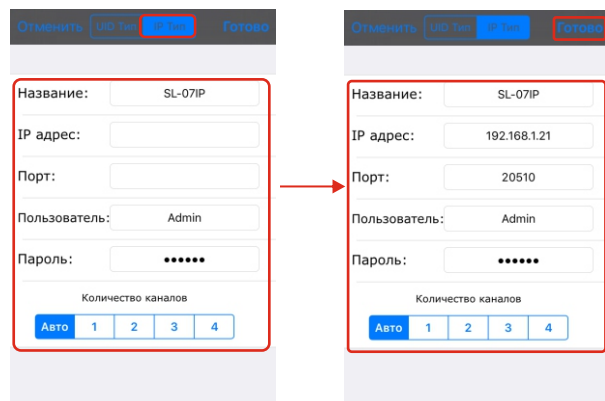 Отменить UID Тип IP Тип Готово
Название: SL-07IP
IP адрес:
Порт:
Пользователь: Admin
Пароль: ••••••
Количество каналов
Авто 1 2 3 4
Отменить UID Тип IP Тип Готово
Название: SL-07IP
IP адрес: 192.168.1.21
Порт: 20510
Пользователь: Admin
Пароль: ••••••
Количество каналов
Авто 1 2 3 4